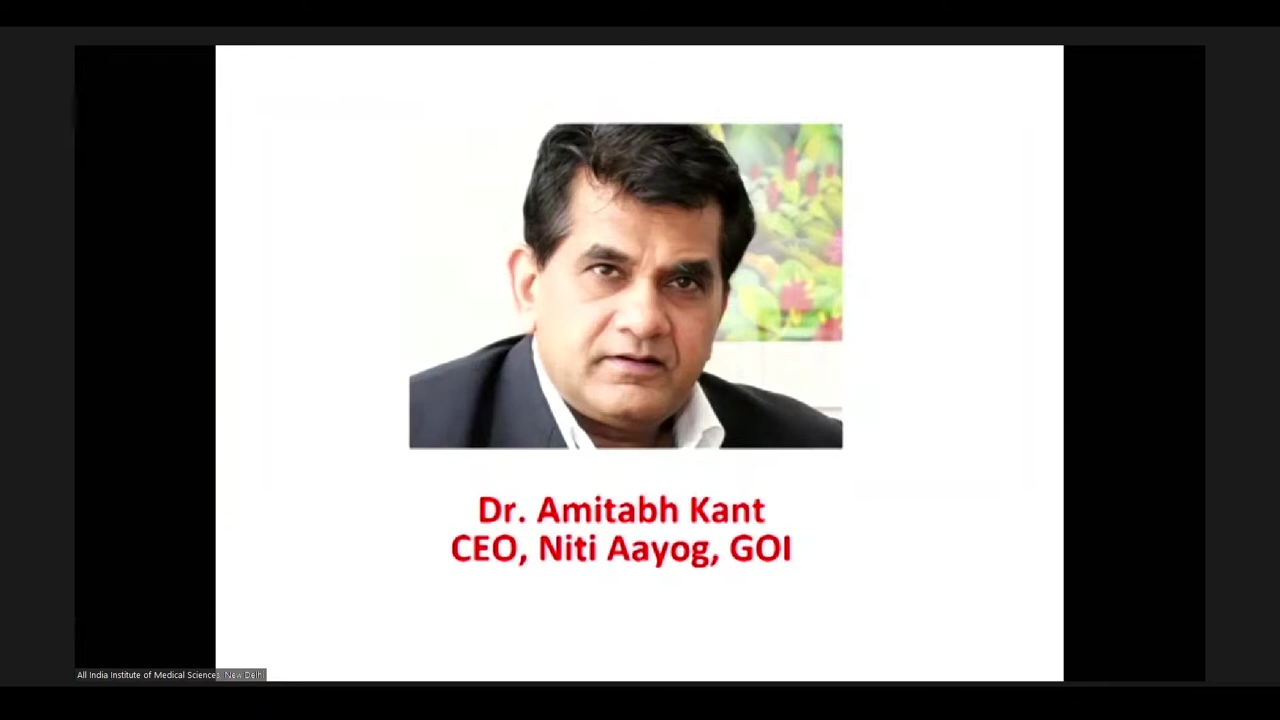 Dr. Amitabh Kant
CEO, Niti Aayog, GOI
All India Institute of Medical Sciences, New Delhi